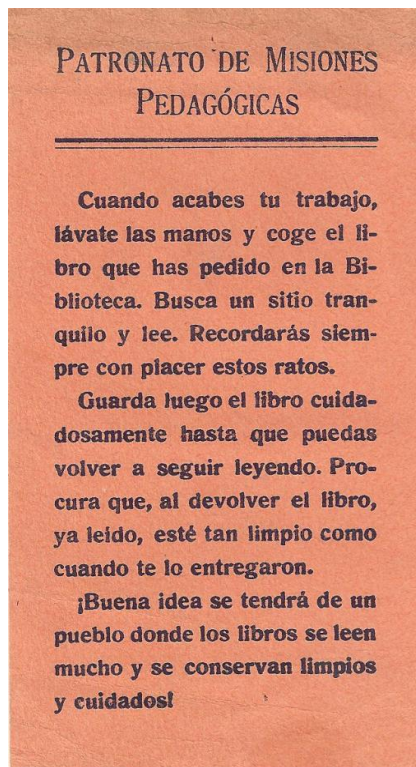 PATRONATO DE MISIONES
PEDAGÓGICAS
Cuando acabes tu trabajo,
lávate las manos y coge el li-
bro que has pedido en la Bi-
blioteca. Busca un sitio tran-
quilo y lee. Recordarás siem-
pre con placer estos ratos.
Guarda luego el libro cuida-
dosamente hasta que puedas
volver a seguir leyendo. Pro-
cura que, al devolver el libro,
ya leído, esté tan limpio como
cuando te lo entregaron.
¡Buena idea se tendrá de un
pueblo donde los libros se leen
mucho y se conservan limpios
y cuidados!